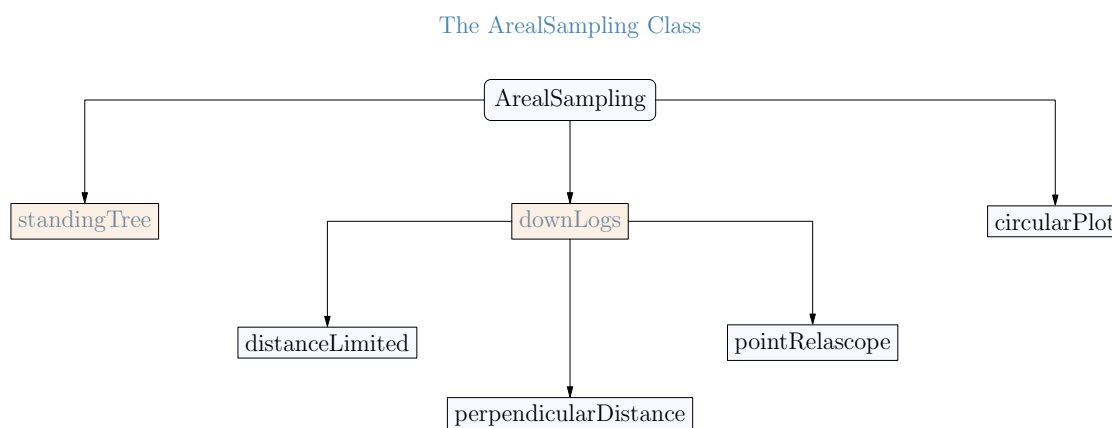 The ArealSampling Class
ArealSampling
standingTree
downLogs
circularPlot
distanceLimited
pointRelascope
perpendicularDistance